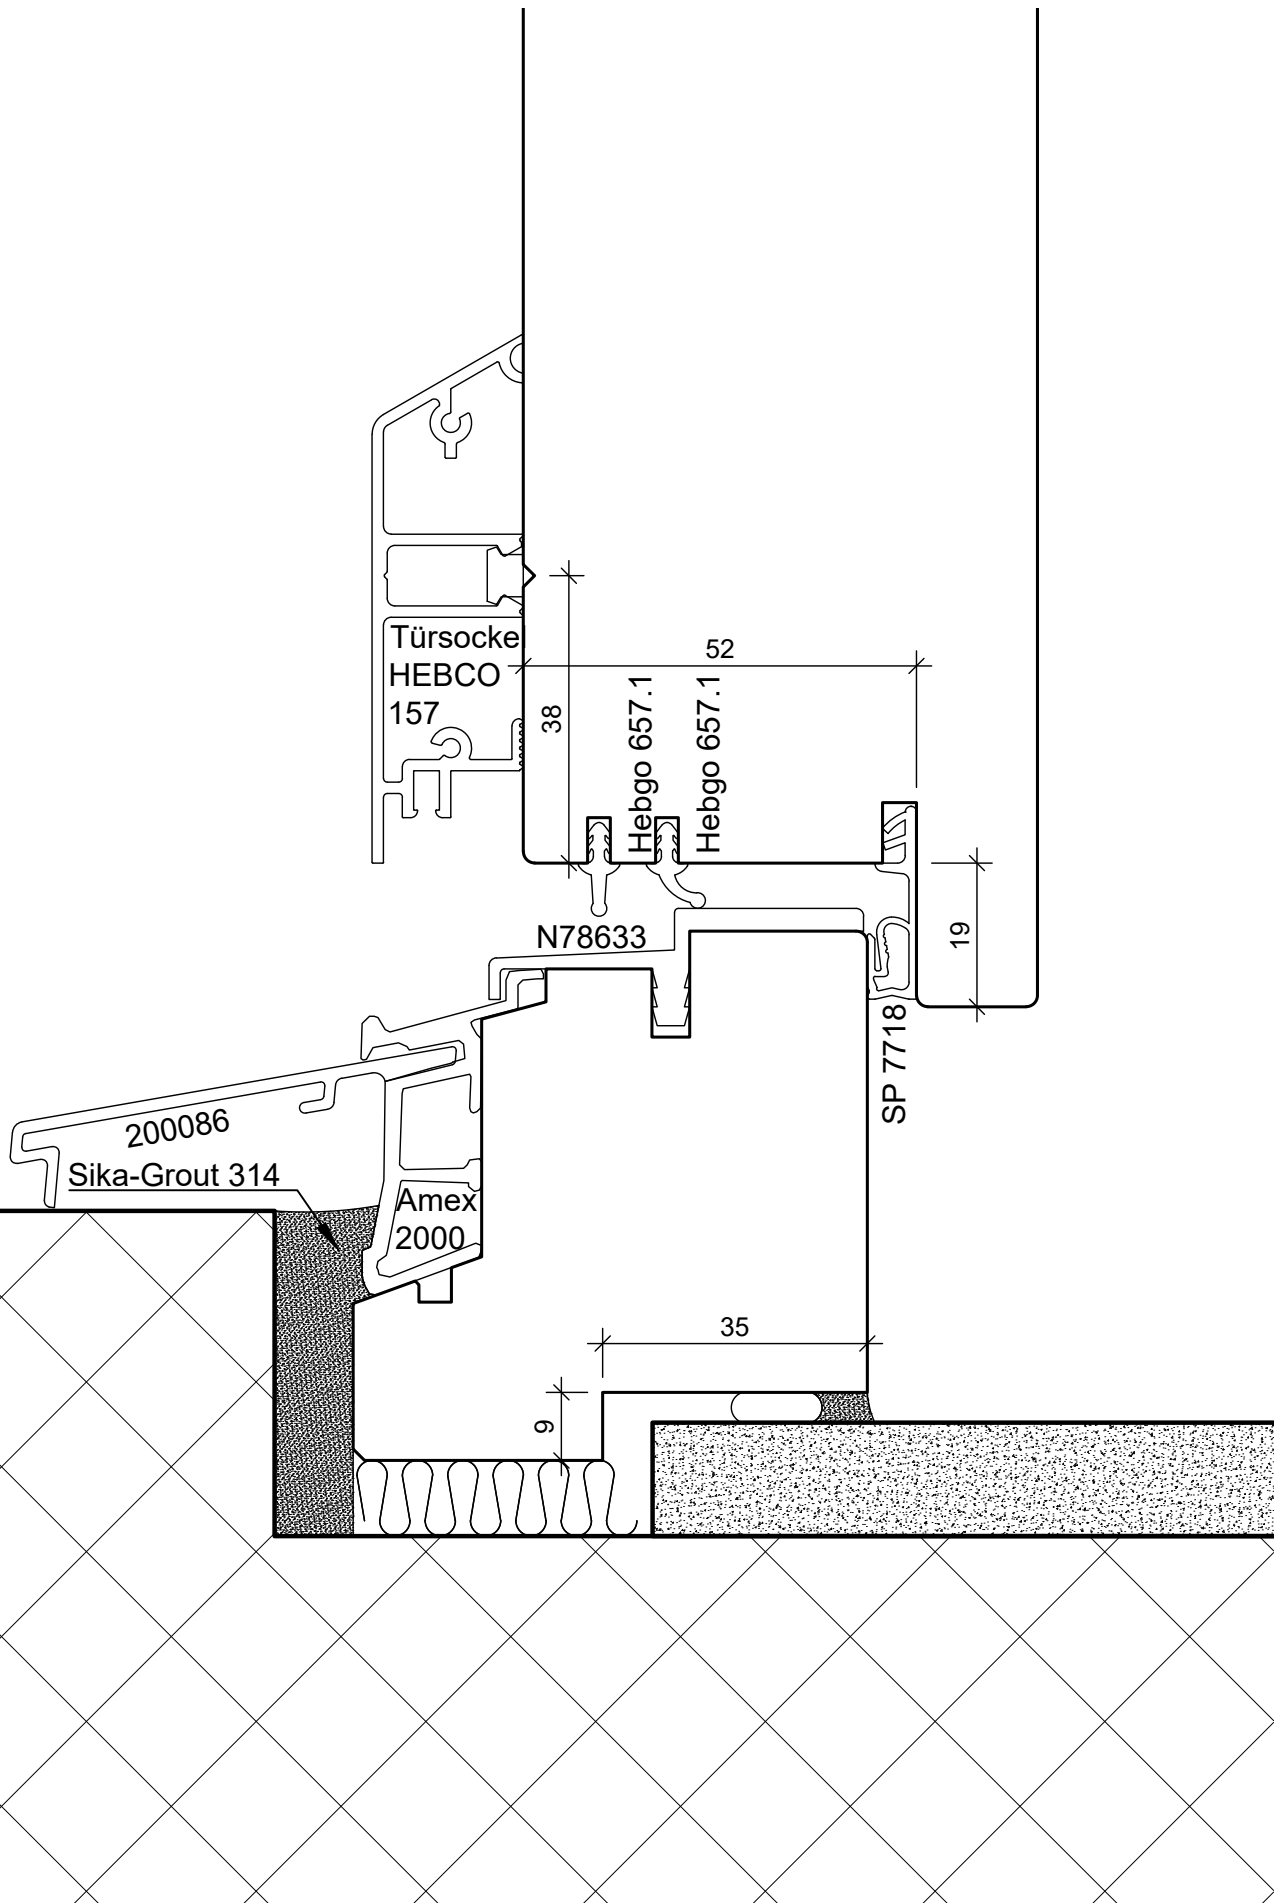 Türsockel
HEBCO
157
52
38
Hebgo 657.1
Hebgo 657.1
N78633
19
SP 7718
200086
Sika-Grout 314
Amex
2000
35
9